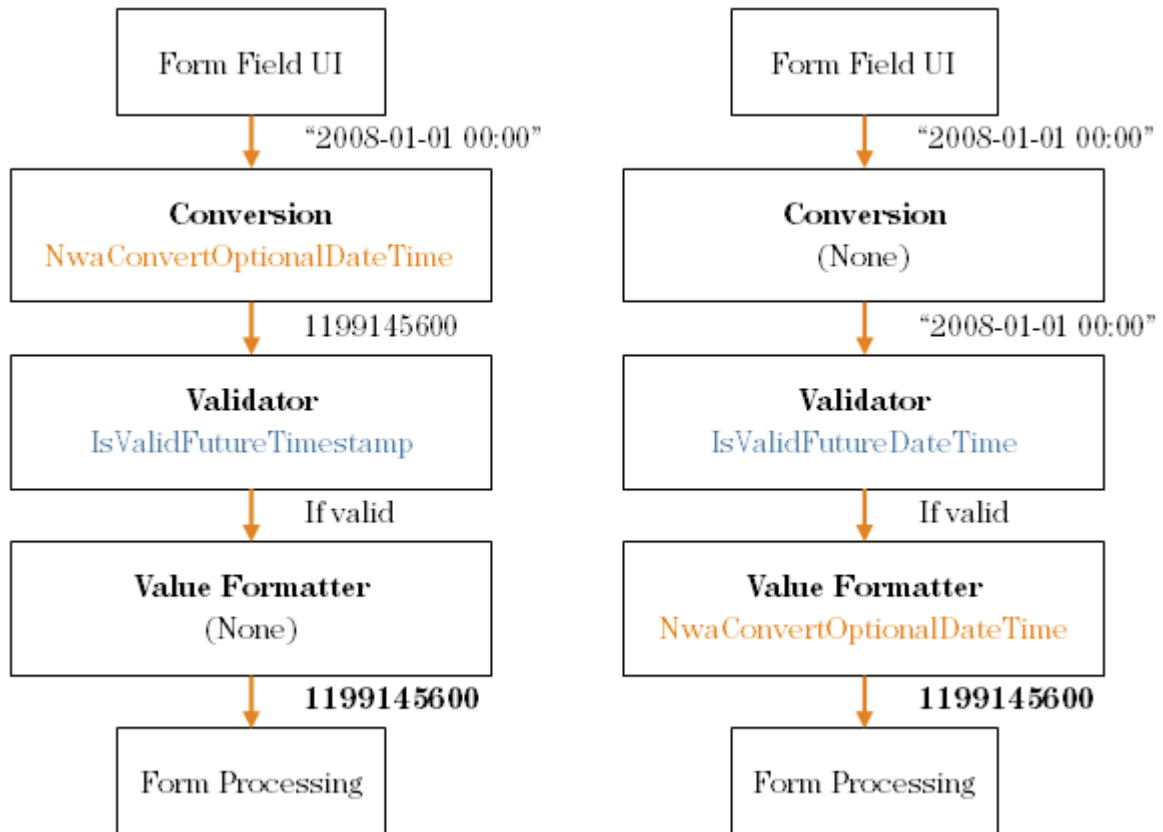 Form Field UI
“2008-01-01 00:00”
Conversion
NwaConvertOptionalDateTime
1199145600
Validator
IsValidFutureTimestamp
If valid
Value Formatter
(None)
1199145600
Form Processing
Form Field UI
“2008-01-01 00:00”
Conversion
(None)
“2008-01-01 00:00”
Validator
IsValidFutureDateTime
If valid
Value Formatter
NwaConvertOptionalDateTime
1199145600
Form Processing